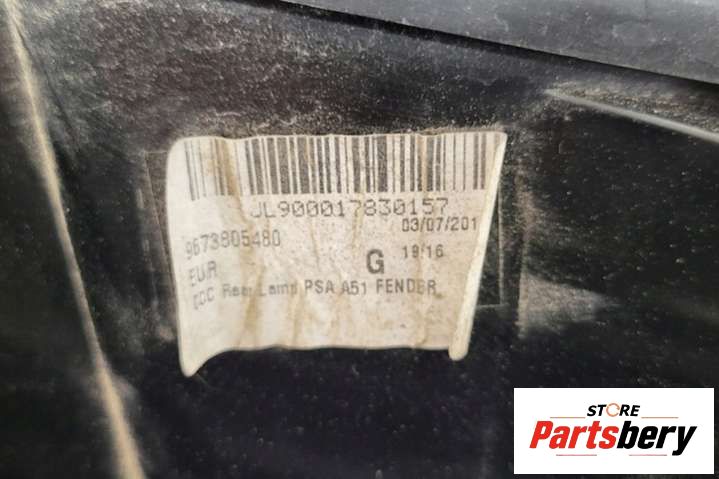 JL900017830157
9673805480
03/07/201
EUR
G
19/16
Rear PSA A51 FENDER
STORE
Partsbery